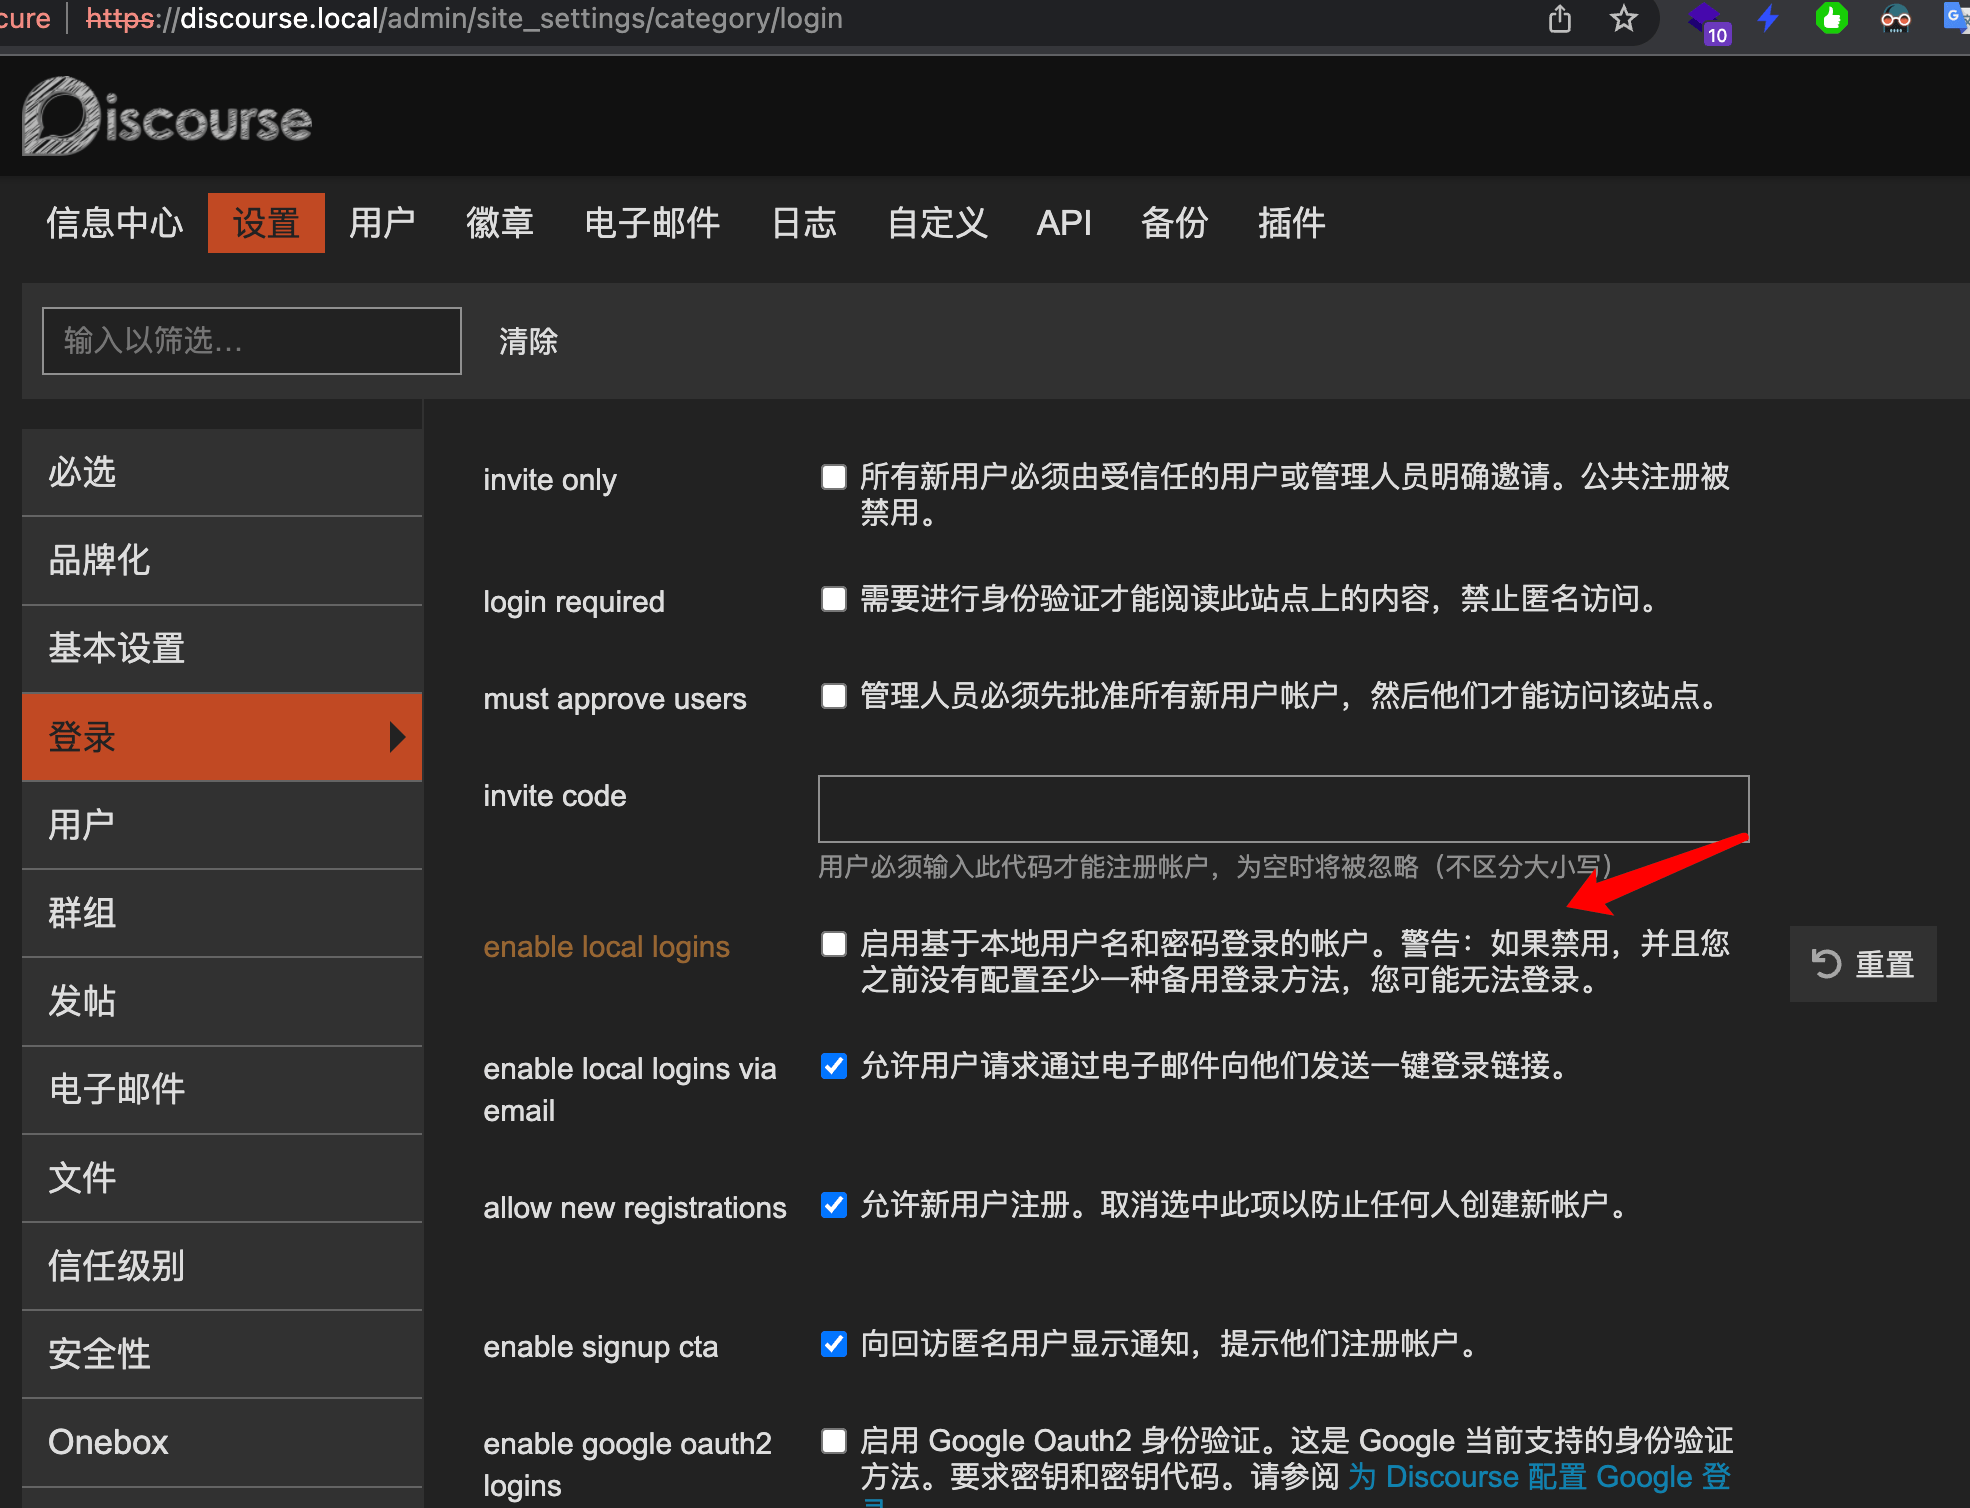 cure | https://discourse.local/admin/site_settings/category/login
10
Discourse
信息中心 设置 用户 徽章 电子邮件 日志 自定义 API 备份 插件
输入以筛选… 清除
必选
品牌化
基本设置
登录
用户
群组
发帖
电子邮件
文件
信任级别
安全性
Onebox
invite only
所有新用户必须由受信任的用户或管理人员明确邀请。公共注册被
禁用。
login required
需要进行身份验证才能阅读此站点上的内容，禁止匿名访问。
must approve users
管理人员必须先批准所有新用户帐户，然后他们才能访问该站点。
invite code
用户必须输入此代码才能注册帐户，为空时将被忽略（不区分大小写）
enable local logins
启用基于本地用户名和密码登录的帐户。警告：如果禁用，并且您
之前没有配置至少一种备用登录方法，您可能无法登录。
重置
enable local logins via
email
允许用户请求通过电子邮件向他们发送一键登录链接。
allow new registrations
允许新用户注册。取消选中此项以防止任何人创建新帐户。
enable signup cta
向回访匿名用户显示通知，提示他们注册帐户。
enable google oauth2
logins
启用 Google Oauth2 身份验证。这是 Google 当前支持的身份验证
方法。要求密钥和密钥代码。请参阅 为 Discourse 配置 Google 登